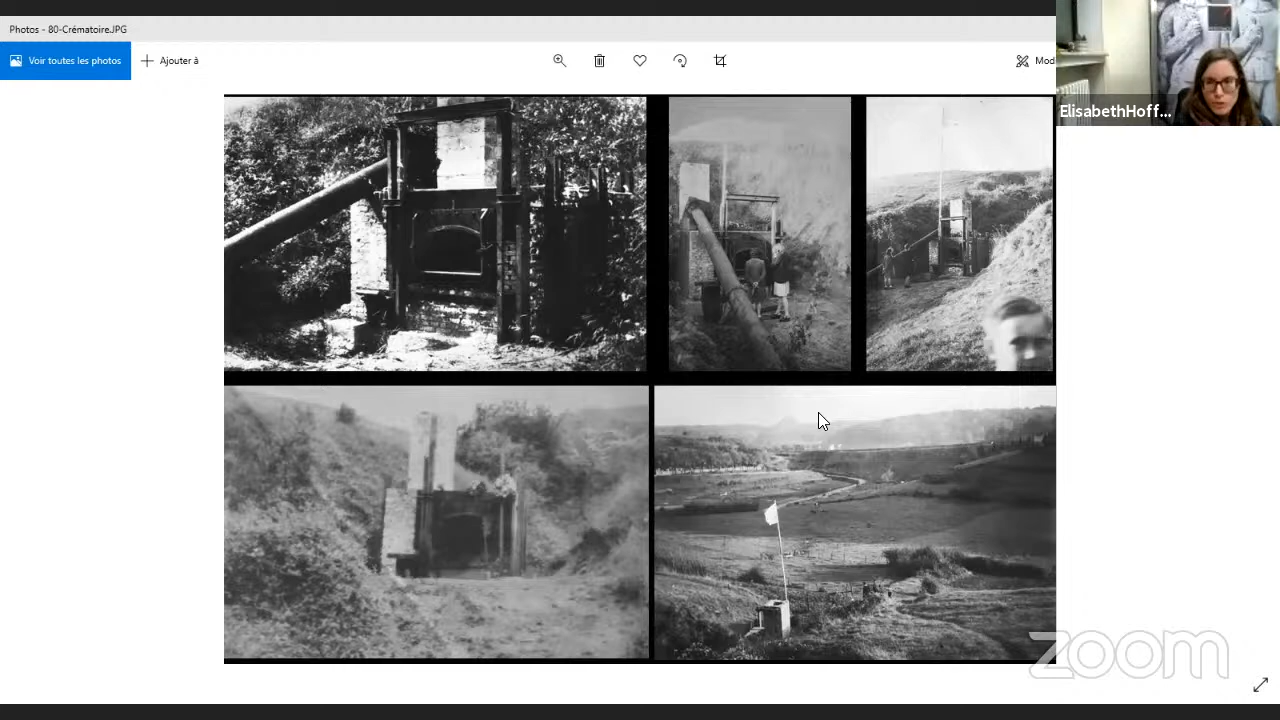 Photos - 80-Crématoire.JPG
Voir toutes les photos
Ajouter à
Mod
ElisabethHoff...
zoom